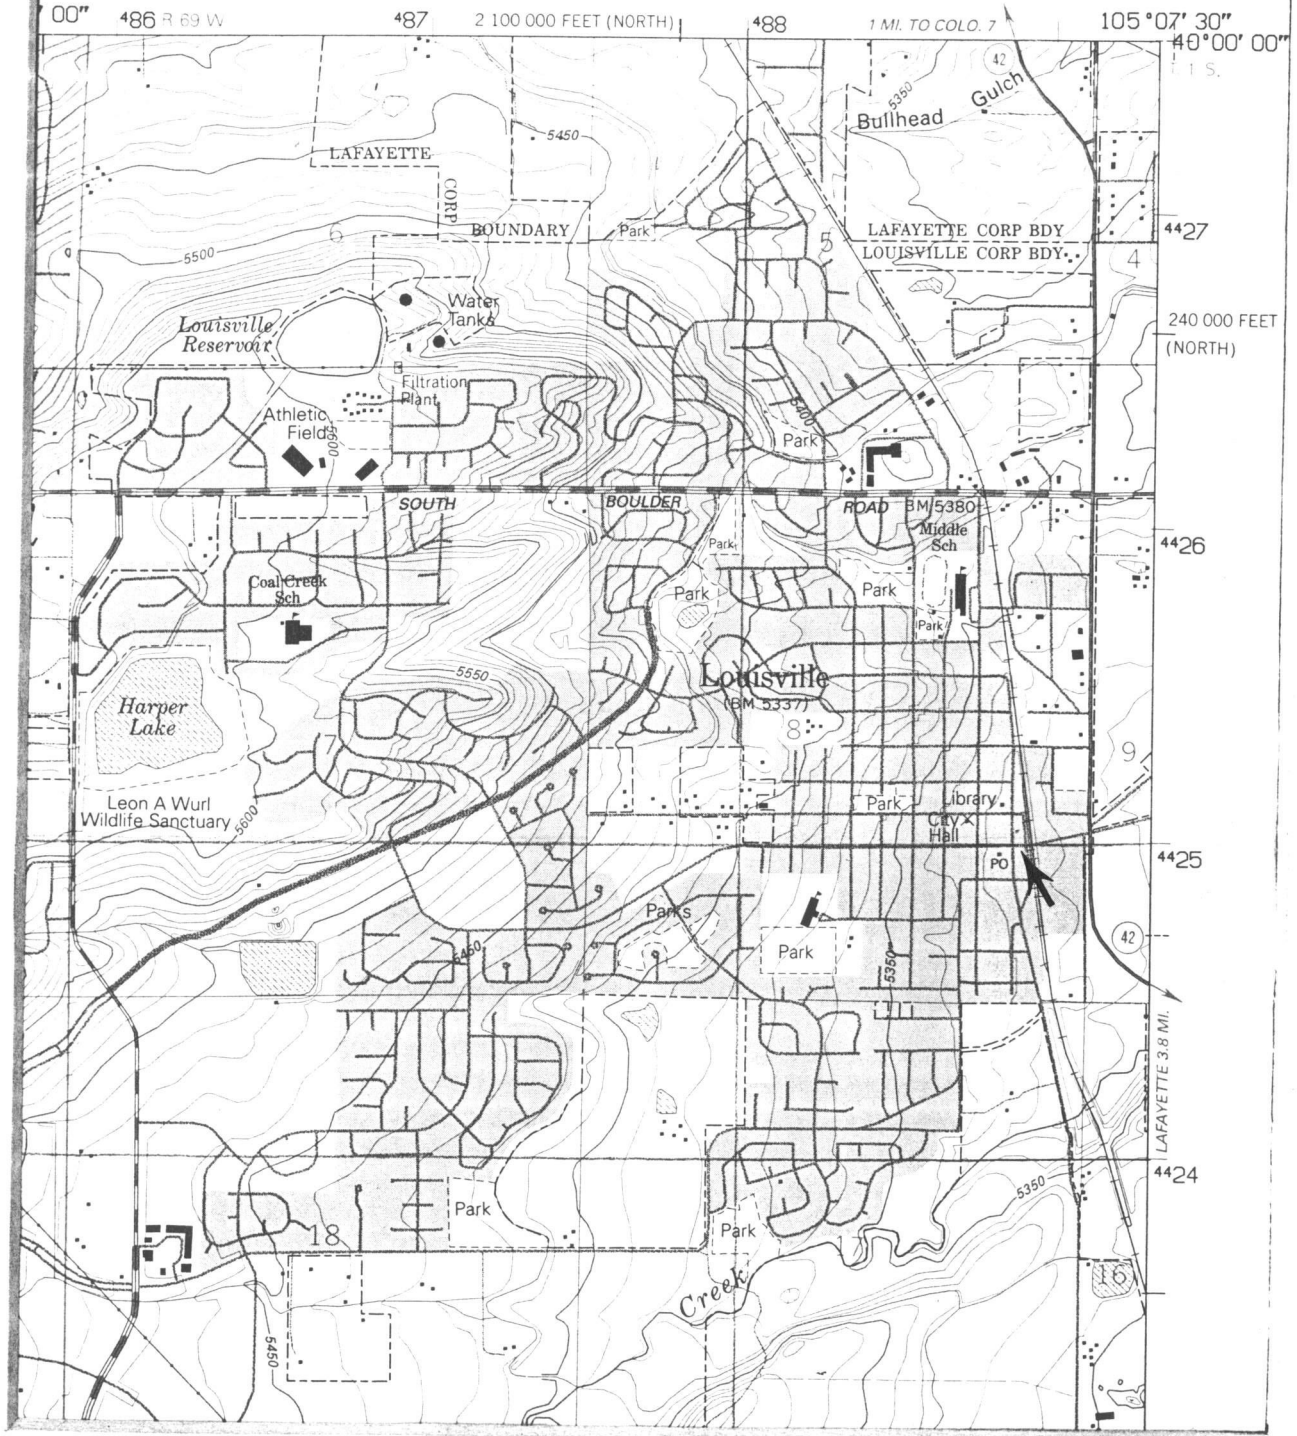 ′ 00″ ⁴86 R 69 W ⁴87 2 100 000 FEET (NORTH) ⁴88 1 MI. TO COLO. 7 105°07′ 30″
40°00′ 00″
T 1 S.
42
Gulch
5350
Bullhead
5450
LAFAYETTE
CORP
BOUNDARY
Park
LAFAYETTE CORP BDY
LOUISVILLE CORP BDY
⁴⁴27
6
5
4
5500
Water
Tanks
Louisville
Reservoir
240 000 FEET
(NORTH)
Filtration
Plant
Athletic
Field
5600
5400
Park
SOUTH BOULDER ROAD BM 5380
Middle
Sch
⁴⁴26
Park
Coal Creek
Sch
Park
Park
Park
5550
Louisville
(BM 5337)
Harper
Lake
7
8
9
Leon A Wurl
Wildlife Sanctuary
5600
Park
Library
City
Hall
PO
⁴⁴25
Parks
Park
5450
5350
42
LAFAYETTE 3.8 MI.
⁴⁴24
5350
Park
Park
18
16
Creek
5450